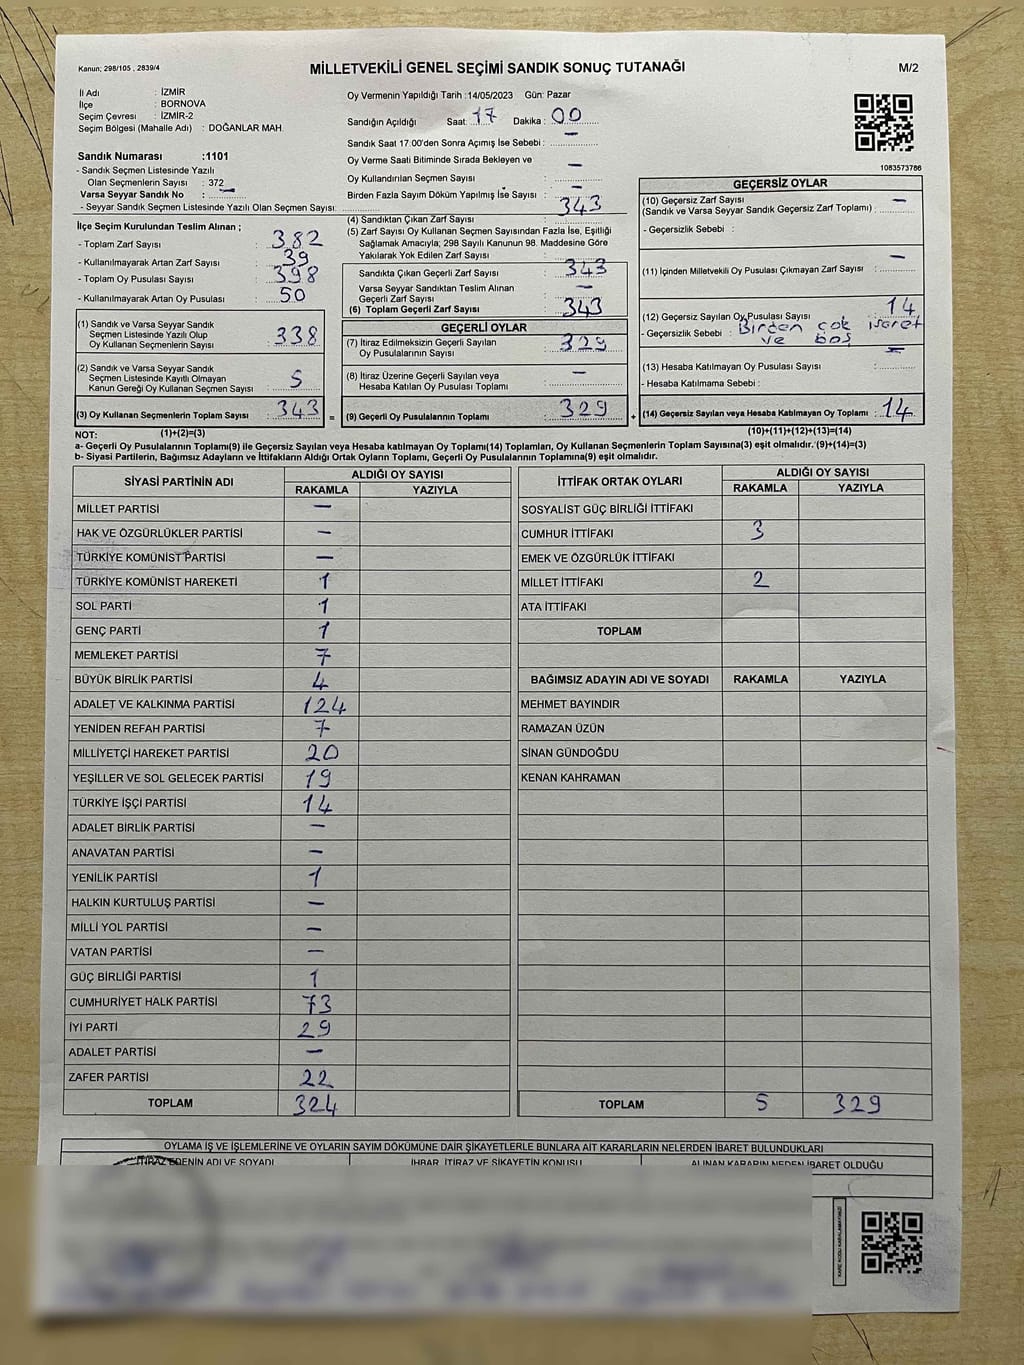 Kanun; 298/105 , 2839/4
MİLLETVEKİLİ GENEL SEÇİMİ SANDIK SONUÇ TUTANAĞI
M/2
İl Adı : İZMİR
İlçe : BORNOVA
Seçim Çevresi : İZMİR-2
Seçim Bölgesi (Mahalle Adı) : DOĞANLAR MAH.
Sandık Numarası :1101
- Sandık Seçmen Listesinde Yazılı
Olan Seçmenlerin Sayısı : 372
Varsa Seyyar Sandık No : —
- Seyyar Sandık Seçmen Listesinde Yazılı Olan Seçmen Sayısı:
Oy Vermenin Yapıldığı Tarih :14/05/2023 Gün: Pazar
Sandığın Açıldığı Saat: 17 Dakika : 00
Sandık Saat 17.00'den Sonra Açımış İse Sebebi : —
Oy Verme Saati Bitiminde Sırada Bekleyen ve
Oy Kullandırılan Seçmen Sayısı —
Birden Fazla Sayım Döküm Yapılmış İse Sayısı : —
1083573786
İlçe Seçim Kurulundan Teslim Alınan ;
- Toplam Zarf Sayısı : 382
- Kullanılmayarak Artan Zarf Sayısı : 39
- Toplam Oy Pusulası Sayısı : 398
- Kullanılmayarak Artan Oy Pusulası : 50
(1) Sandık ve Varsa Seyyar Sandık
Seçmen Listesinde Yazılı Olup
Oy Kullanan Seçmenlerin Sayısı : 338
(2) Sandık ve Varsa Seyyar Sandık
Seçmen Listesinde Kayıtlı Olmayan
Kanun Gereği Oy Kullanan Seçmen Sayısı : 5
(3) Oy Kullanan Seçmenlerin Toplam Sayısı : 343 =
(4) Sandıktan Çıkan Zarf Sayısı : 343
(5) Zarf Sayısı Oy Kullanan Seçmen Sayısından Fazla İse, Eşitliği
Sağlamak Amacıyla; 298 Sayılı Kanunun 98. Maddesine Göre
Yakılarak Yok Edilen Zarf Sayısı :
Sandıkta Çıkan Geçerli Zarf Sayısı : 343
Varsa Seyyar Sandıktan Teslim Alınan
Geçerli Zarf Sayısı : —
(6) Toplam Geçerli Zarf Sayısı : 343
GEÇERLİ OYLAR
(7) İtiraz Edilmeksizin Geçerli Sayılan
Oy Pusulalarının Sayısı : 329
(8) İtiraz Üzerine Geçerli Sayılan veya
Hesaba Katılan Oy Pusulası Toplamı : —
(9) Geçerli Oy Pusulalarının Toplamı : 329 +
GEÇERSİZ OYLAR
(10) Geçersiz Zarf Sayısı
(Sandık ve Varsa Seyyar Sandık Geçersiz Zarf Toplamı) : —
- Geçersizlik Sebebi :
(11) İçinden Milletvekili Oy Pusulası Çıkmayan Zarf Sayısı : —
(12) Geçersiz Sayılan Oy Pusulası Sayısı : 14
- Geçersizlik Sebebi : Birden çok işaret
ve boş
(13) Hesaba Katılmayan Oy Pusulası Sayısı : —
- Hesaba Katılmama Sebebi :
(14) Geçersiz Sayılan veya Hesaba Katılmayan Oy Toplamı : 14
NOT: (1)+(2)=(3)
(10)+(11)+(12)+(13)=(14)
a- Geçerli Oy Pusulalarının Toplamı(9) ile Geçersiz Sayılan veya Hesaba katılmayan Oy Toplamı(14) Toplamları, Oy Kullanan Seçmenlerin Toplam Sayısına(3) eşit olmalıdır. (9)+(14)=(3)
b- Siyasi Partilerin, Bağımsız Adayların ve İttifakların Aldığı Ortak Oyların Toplamı, Geçerli Oy Pusulalarının Toplamına(9) eşit olmalıdır.
SİYASİ PARTİNİN ADI ALDIĞI OY SAYISI
RAKAMLA YAZIYLA
MİLLET PARTİSİ —
HAK VE ÖZGÜRLÜKLER PARTİSİ —
TÜRKİYE KOMÜNİST PARTİSİ —
TÜRKİYE KOMÜNİST HAREKETİ 1
SOL PARTİ 1
GENÇ PARTİ 1
MEMLEKET PARTİSİ 7
BÜYÜK BİRLİK PARTİSİ 4
ADALET VE KALKINMA PARTİSİ 124
YENİDEN REFAH PARTİSİ 7
MİLLİYETÇİ HAREKET PARTİSİ 20
YEŞİLLER VE SOL GELECEK PARTİSİ 19
TÜRKİYE İŞÇİ PARTİSİ 14
ADALET BİRLİK PARTİSİ —
ANAVATAN PARTİSİ —
YENİLİK PARTİSİ 1
HALKIN KURTULUŞ PARTİSİ —
MİLLİ YOL PARTİSİ —
VATAN PARTİSİ —
GÜÇ BİRLİĞİ PARTİSİ 1
CUMHURİYET HALK PARTİSİ 73
İYİ PARTİ 29
ADALET PARTİSİ —
ZAFER PARTİSİ 22
TOPLAM 324
İTTİFAK ORTAK OYLARI ALDIĞI OY SAYISI
RAKAMLA YAZIYLA
SOSYALİST GÜÇ BİRLİĞİ İTTİFAKI
CUMHUR İTTİFAKI 3
EMEK VE ÖZGÜRLÜK İTTİFAKI
MİLLET İTTİFAKI 2
ATA İTTİFAKI
TOPLAM
BAĞIMSIZ ADAYIN ADI VE SOYADI RAKAMLA YAZIYLA
MEHMET BAYINDIR
RAMAZAN ÜZÜN
SİNAN GÜNDOĞDU
KENAN KAHRAMAN
TOPLAM 5 329
OYLAMA İŞ VE İŞLEMLERİNE VE OYLARIN SAYIM DÖKÜMÜNE DAİR ŞİKAYETLERLE BUNLARA AİT KARARLARIN NELERDEN İBARET BULUNDUKLARI
İTİRAZ EDENİN ADI VE SOYADI İHBAR, İTİRAZ VE ŞİKAYETİN KONUSU ALINAN KARARIN NEDEN İBARET OLDUĞU
KARE KODU KARALAMAYINIZ!